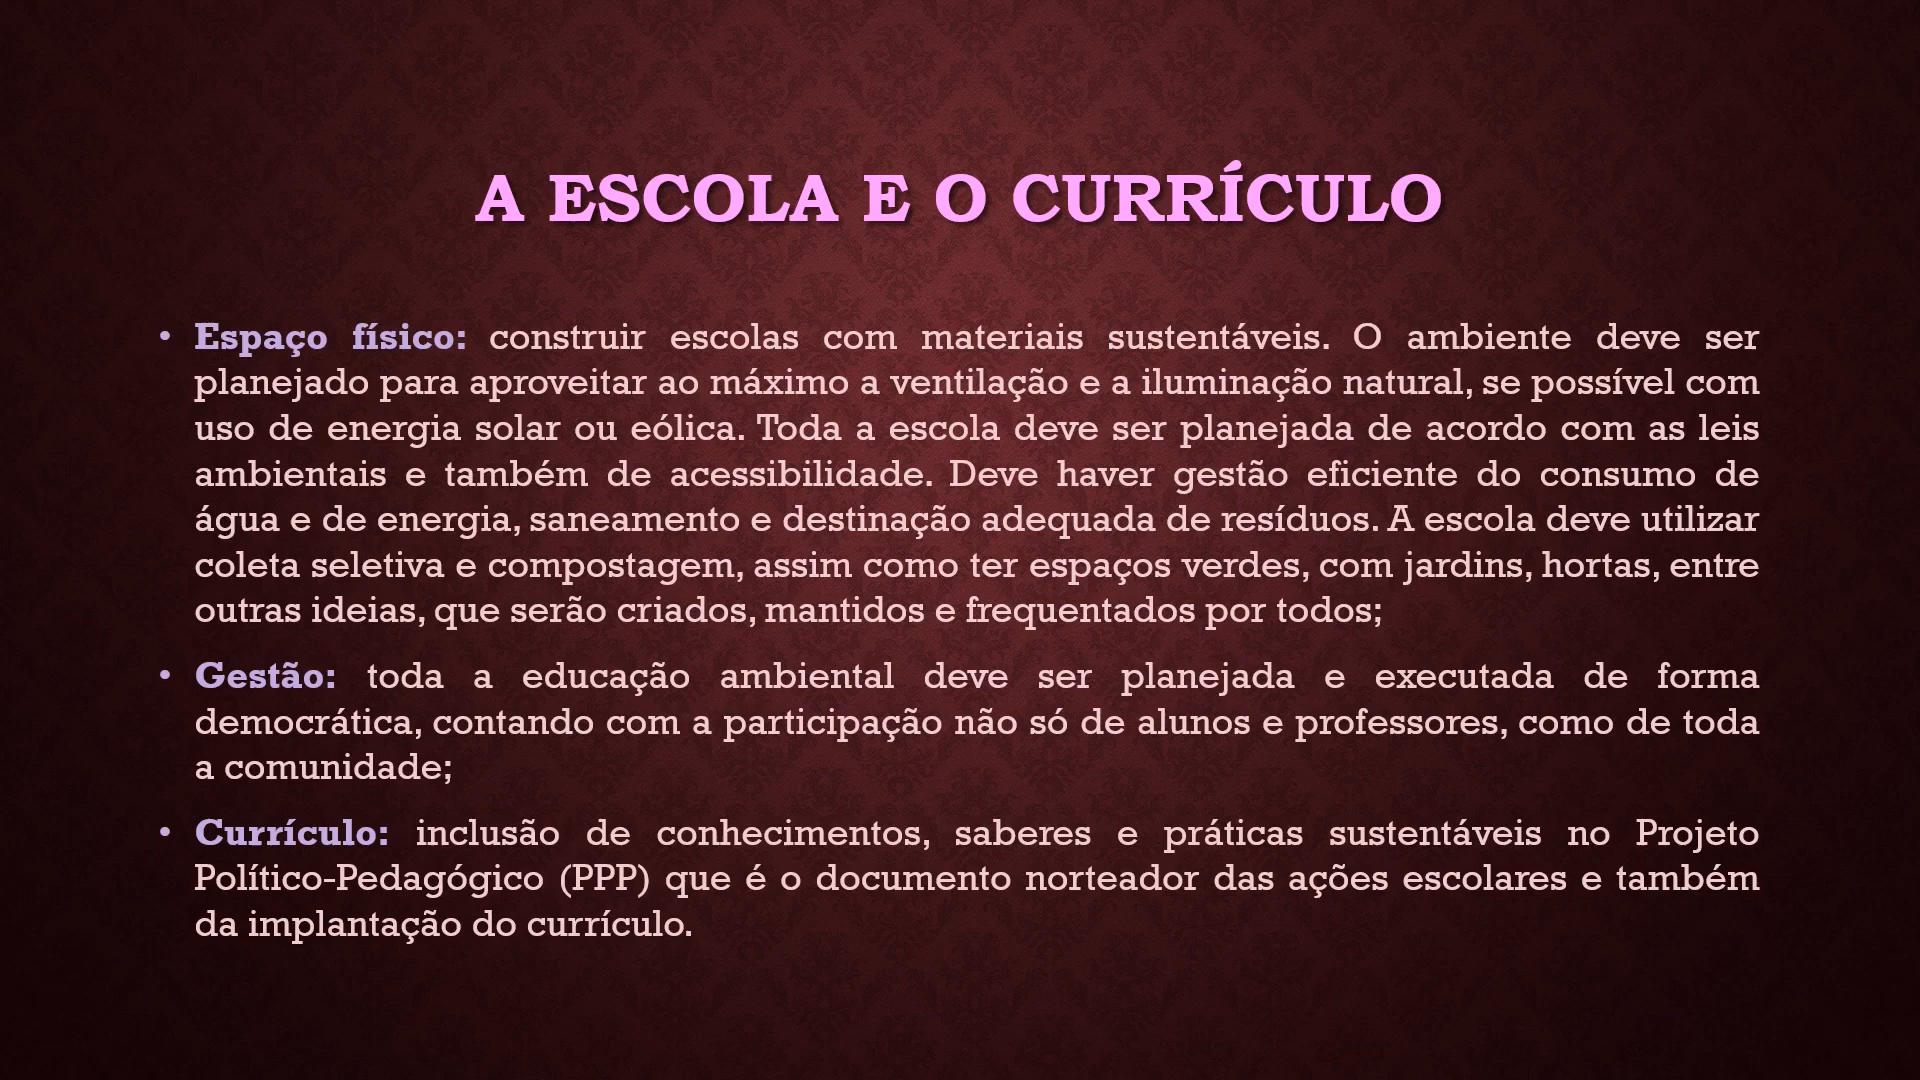 A ESCOLA E O CURRÍCULO
• Espaço físico: construir escolas com materiais sustentáveis. O ambiente deve ser
planejado para aproveitar ao máximo a ventilação e a iluminação natural, se possível com
uso de energia solar ou eólica. Toda a escola deve ser planejada de acordo com as leis
ambientais e também de acessibilidade. Deve haver gestão eficiente do consumo de
água e de energia, saneamento e destinação adequada de resíduos. A escola deve utilizar
coleta seletiva e compostagem, assim como ter espaços verdes, com jardins, hortas, entre
outras ideias, que serão criados, mantidos e frequentados por todos;
• Gestão: toda a educação ambiental deve ser planejada e executada de forma
democrática, contando com a participação não só de alunos e professores, como de toda
a comunidade;
• Currículo: inclusão de conhecimentos, saberes e práticas sustentáveis no Projeto
Político-Pedagógico (PPP) que é o documento norteador das ações escolares e também
da implantação do currículo.